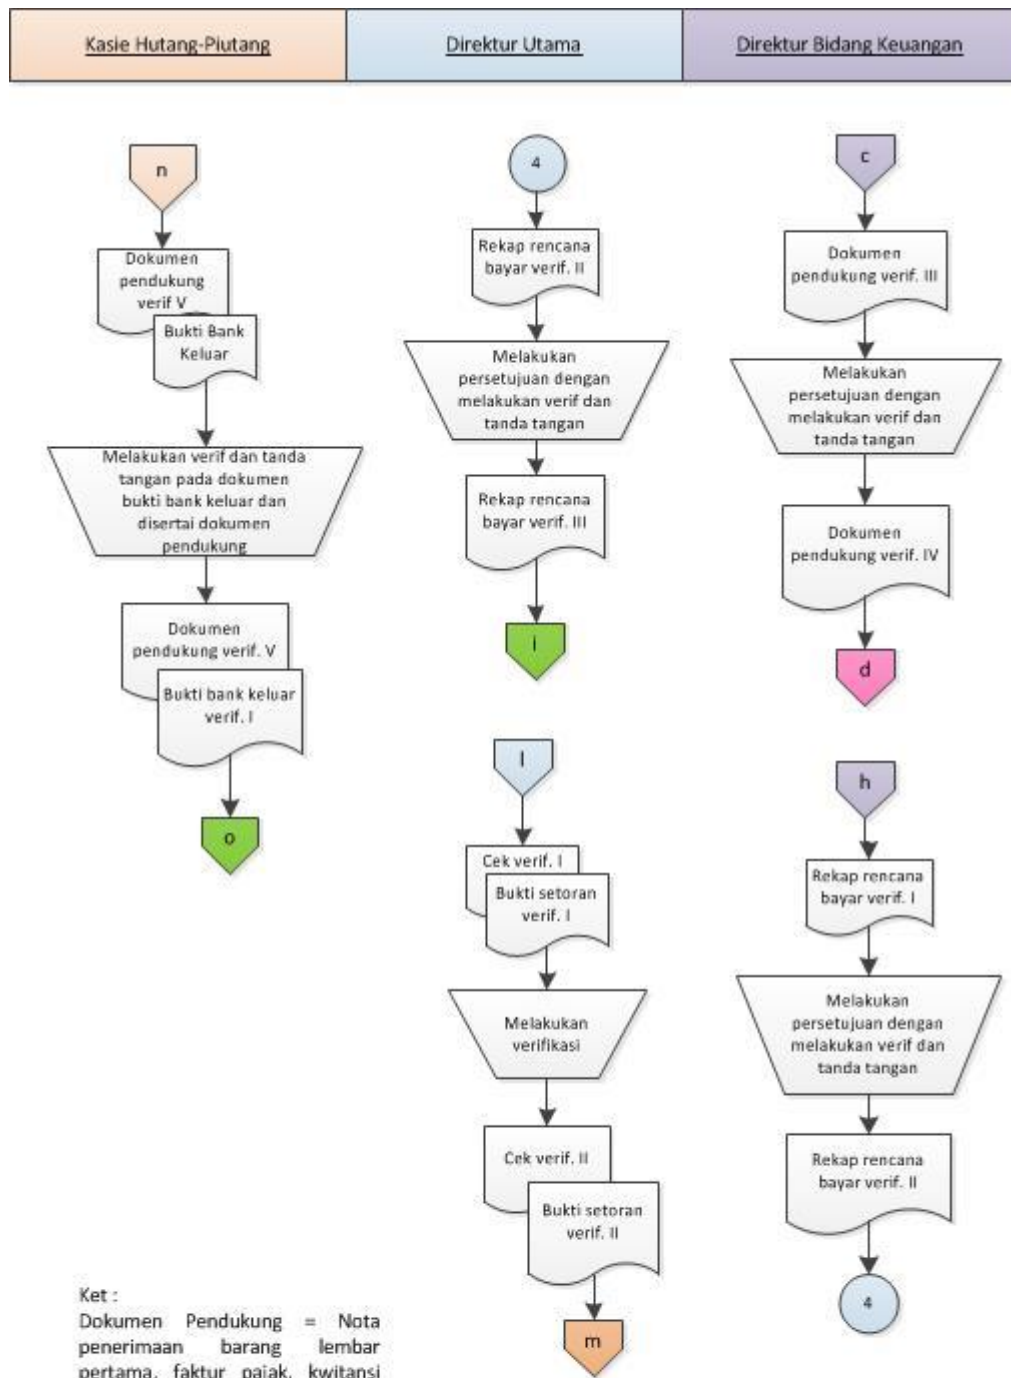 Kasie Hutang-Piutang
Direktur Utama
Direktur Bidang Keuangan
n
Dokumen
pendukung
verif V
Bukti Bank
Keluar
Melakukan verif dan tanda
tangan pada dokumen
bukti bank keluar dan
disertai dokumen
pendukung
Dokumen
pendukung verif. V
Bukti bank keluar
verif. I
o
4
Rekap rencana
bayar verif. II
Melakukan
persetujuan dengan
melakukan verif dan
tanda tangan
Rekap rencana
bayar verif. III
i
l
Cek verif. I
Bukti setoran
verif. I
Melakukan
verifikasi
Cek verif. II
Bukti setoran
verif. II
m
c
Dokumen
pendukung verif. III
Melakukan
persetujuan dengan
melakukan verif dan
tanda tangan
Dokumen
pendukung verif. IV
d
h
Rekap rencana
bayar verif. I
Melakukan
persetujuan dengan
melakukan verif dan
tanda tangan
Rekap rencana
bayar verif. II
4
Ket :
Dokumen Pendukung = Nota
penerimaan barang lembar
pertama, faktur pajak, kwitansi